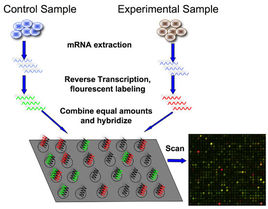 Control Sample
Experimental Sample
mRNA extraction
Reverse Transcription,
flourescent labeling
Combine equal amounts
and hybridize
Scan